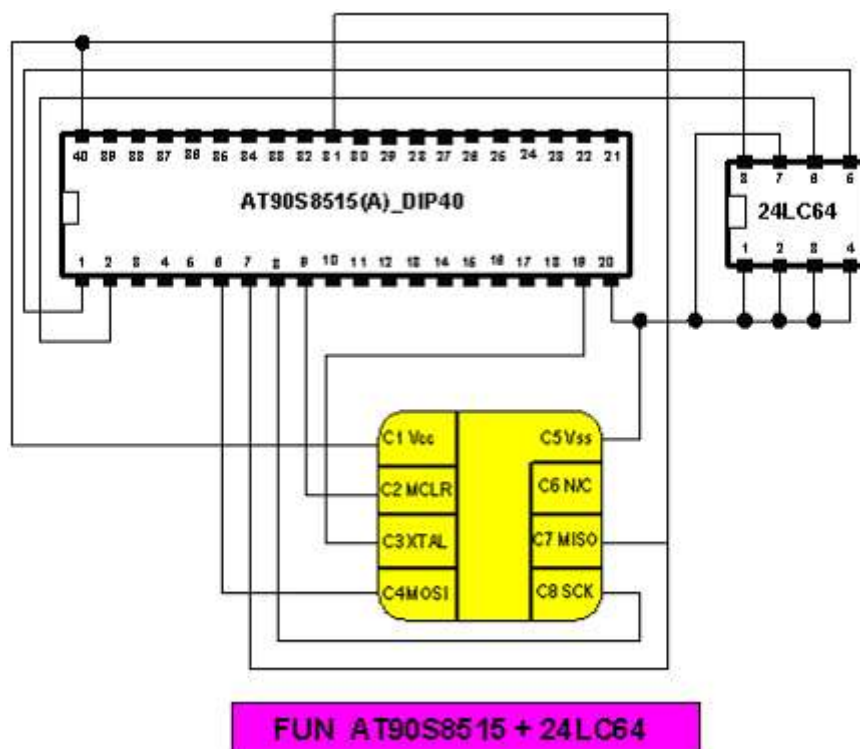 40 39 38 37 36 35 34 33 32 31 30 29 28 27 26 25 24 23 22 21
AT90S8515(A)_DIP40
1 2 3 4 5 6 7 8 9 10 11 12 13 14 15 16 17 18 19 20
8 7 6 5
24LC64
1 2 3 4
C1 Vcc
C5 Vss
C2 MCLR
C6 N/C
C3 XTAL
C7 MISO
C4 MOSI
C8 SCK
FUN AT90S8515 + 24LC64